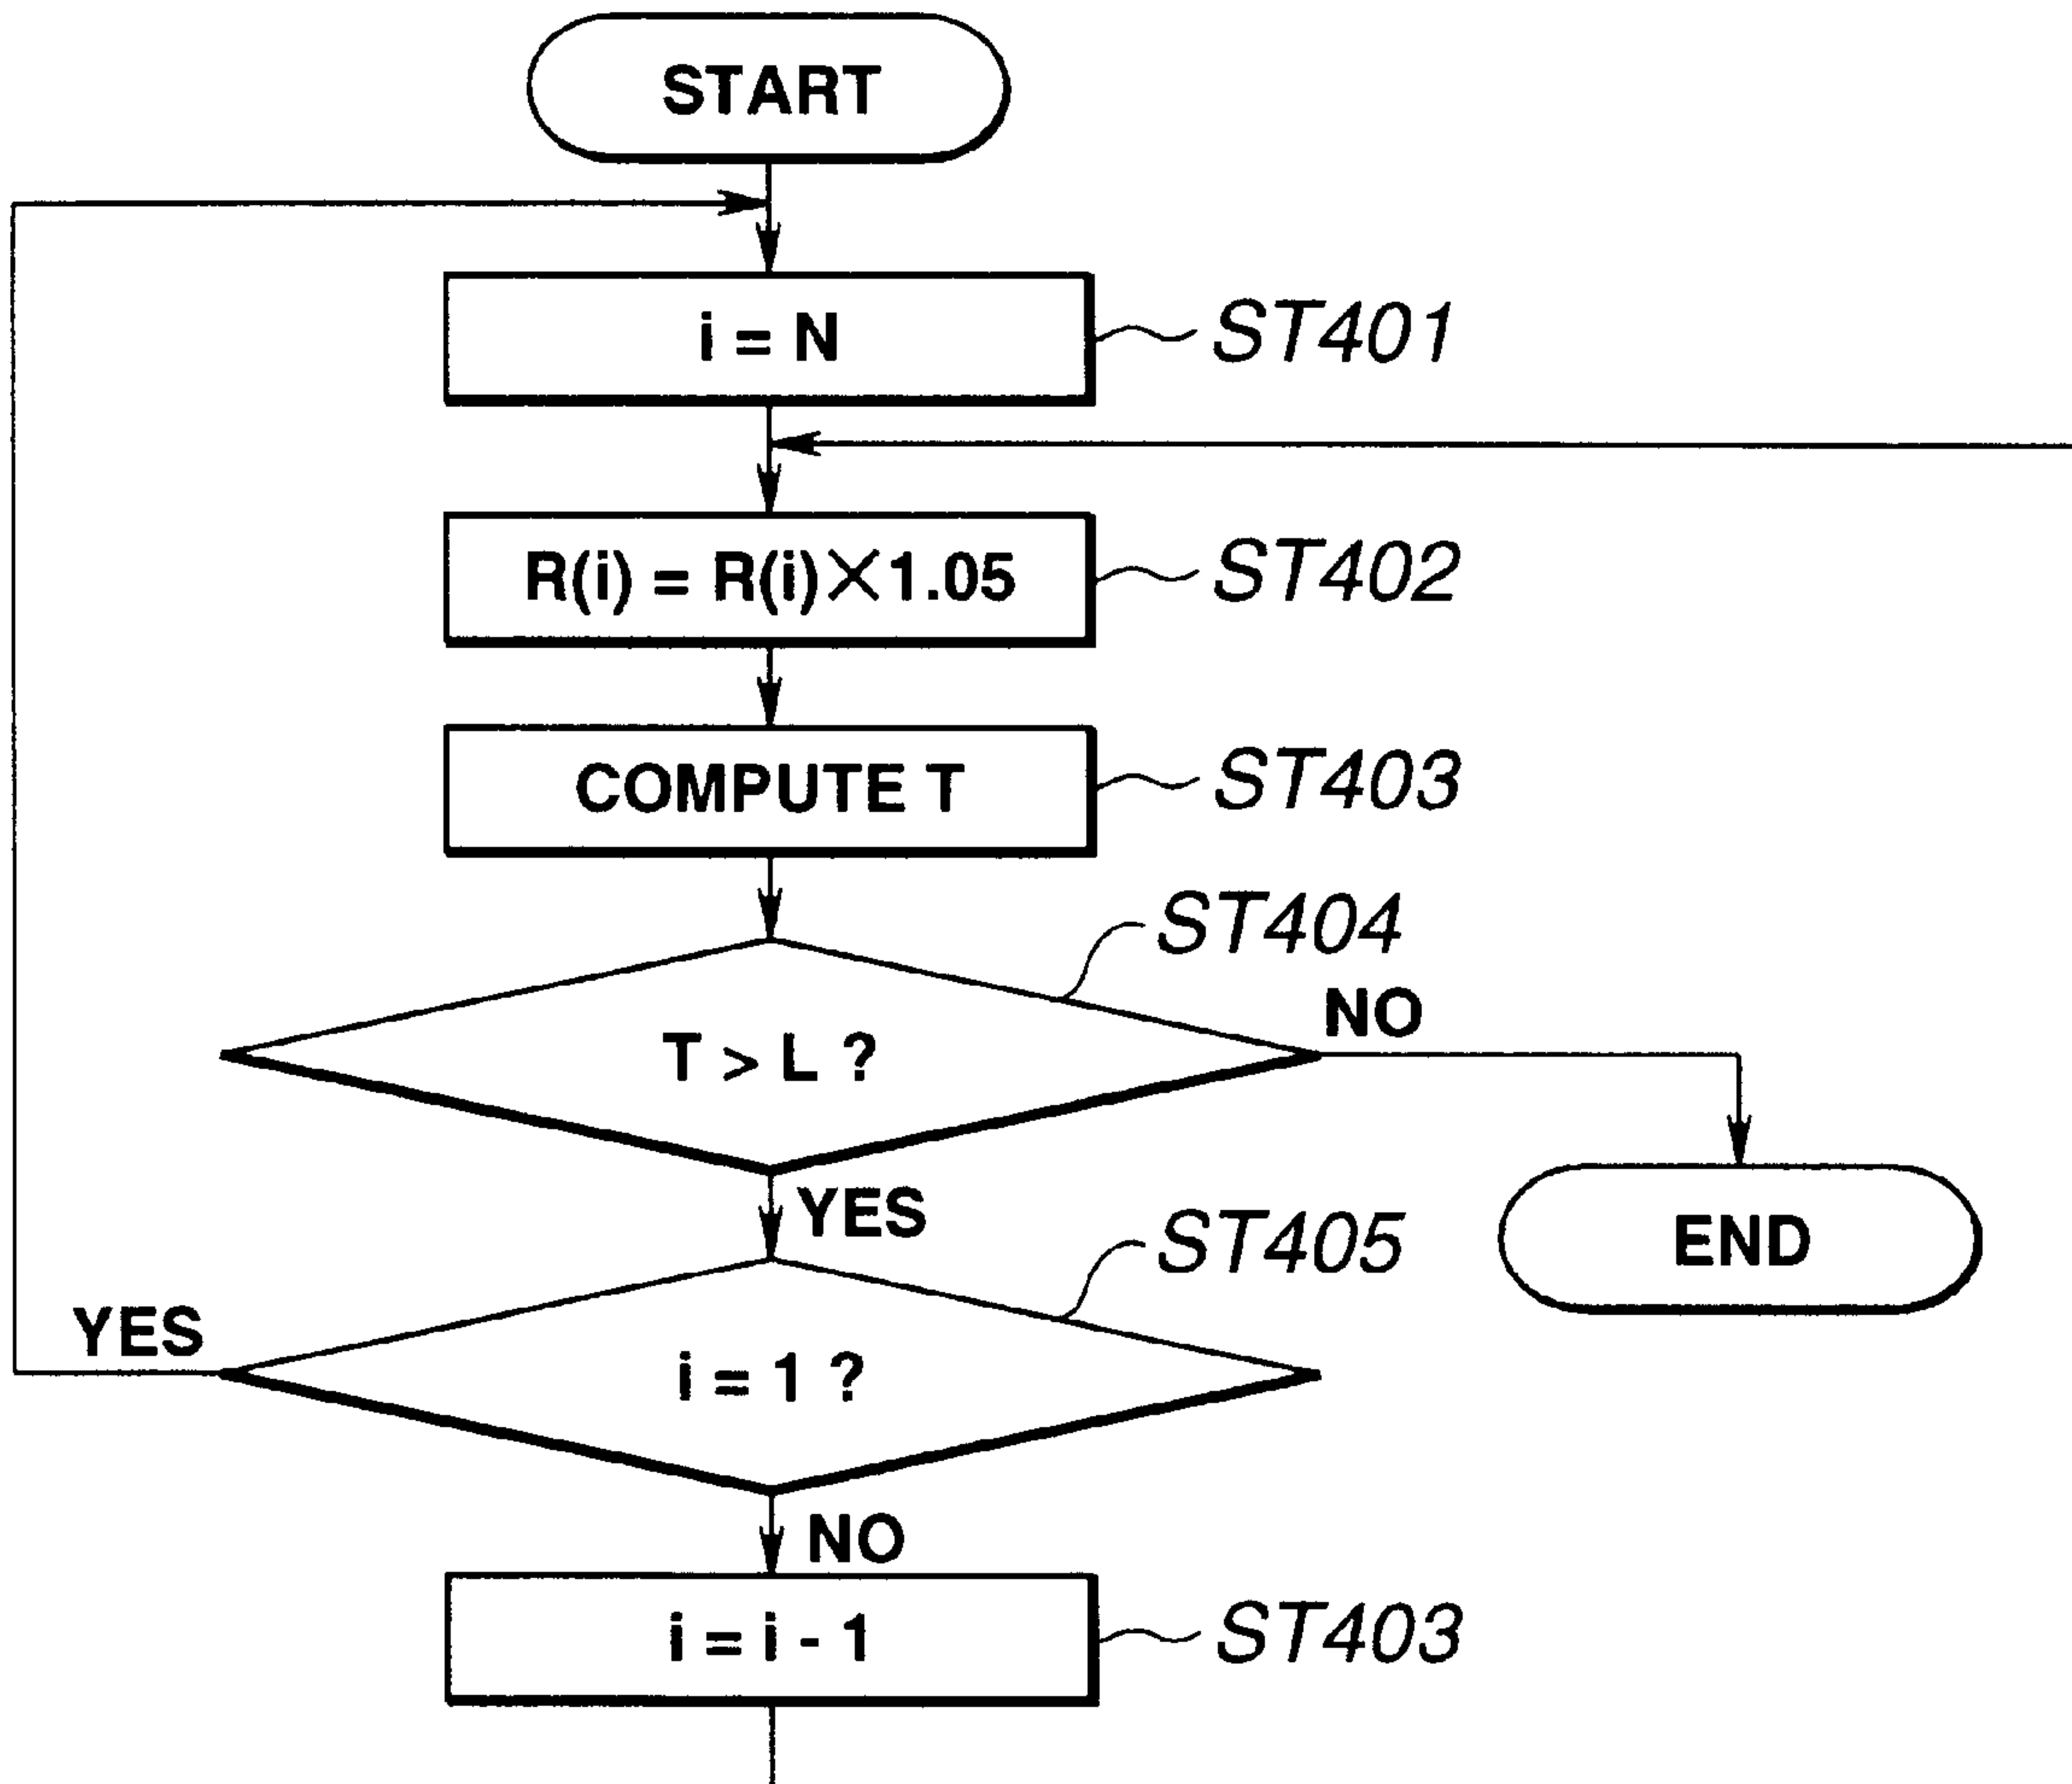 START
i = N
ST401
R(i) = R(i)×1.05
ST402
COMPUTE T
ST403
ST404
T > L ?
NO
YES
ST405
END
YES
i = 1 ?
NO
i = i - 1
ST403